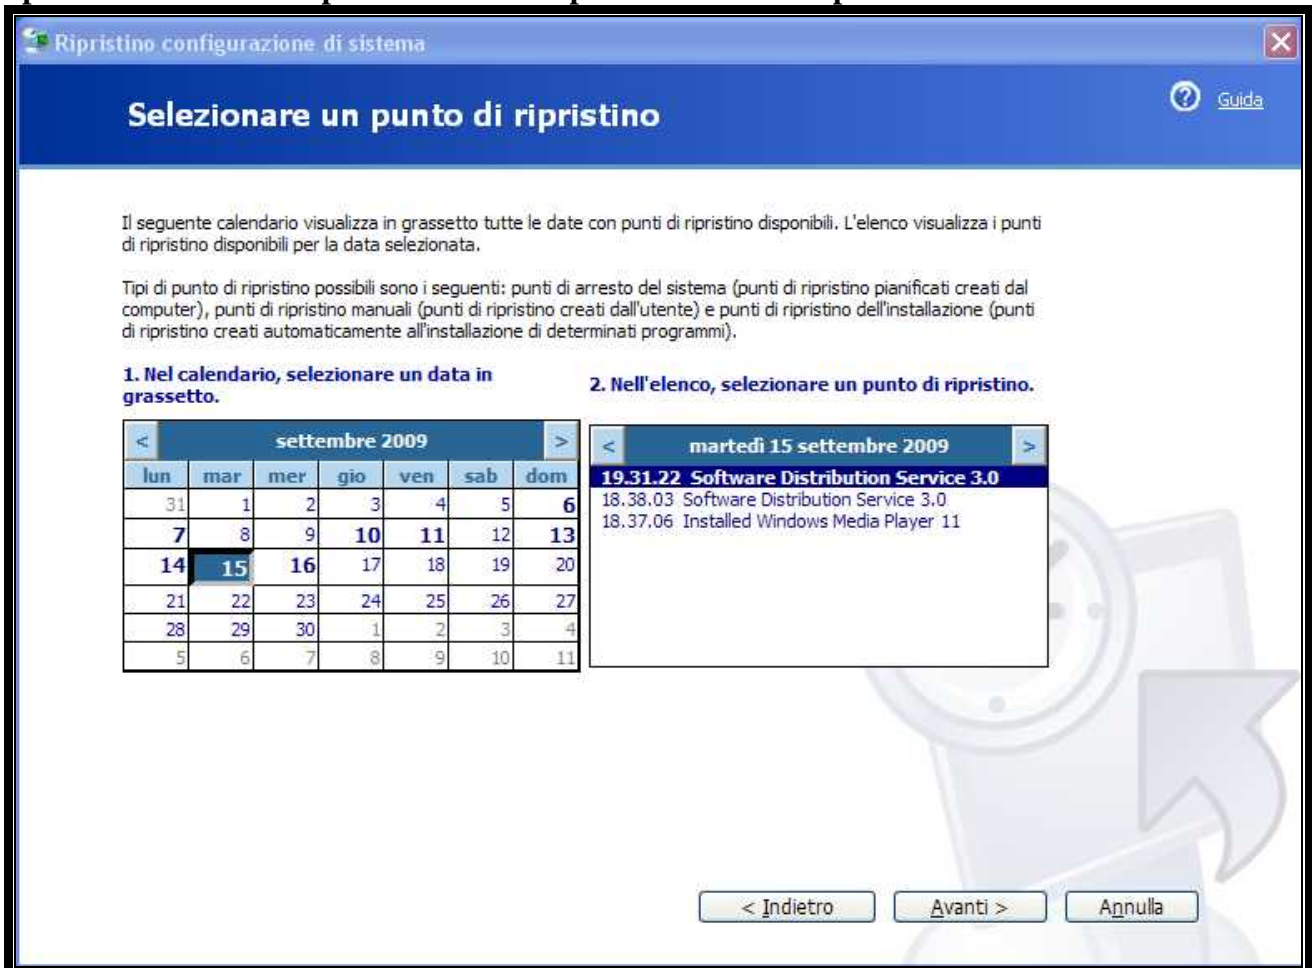 Ripristino configurazione di sistema
Selezionare un punto di ripristino
Guida
Il seguente calendario visualizza in grassetto tutte le date con punti di ripristino disponibili. L'elenco visualizza i punti
di ripristino disponibili per la data selezionata.
Tipi di punto di ripristino possibili sono i seguenti: punti di arresto del sistema (punti di ripristino pianificati creati dal
computer), punti di ripristino manuali (punti di ripristino creati dall'utente) e punti di ripristino dell'installazione (punti
di ripristino creati automaticamente all'installazione di determinati programmi).
1. Nel calendario, selezionare un data in
grassetto.
< settembre 2009 >
lun mar mer gio ven sab dom
31 1 2 3 4 5 6
7 8 9 10 11 12 13
14 15 16 17 18 19 20
21 22 23 24 25 26 27
28 29 30 1 2 3 4
5 6 7 8 9 10 11
2. Nell'elenco, selezionare un punto di ripristino.
< martedì 15 settembre 2009 >
19.31.22 Software Distribution Service 3.0
18.38.03 Software Distribution Service 3.0
18.37.06 Installed Windows Media Player 11
< Indietro
Avanti >
Annulla